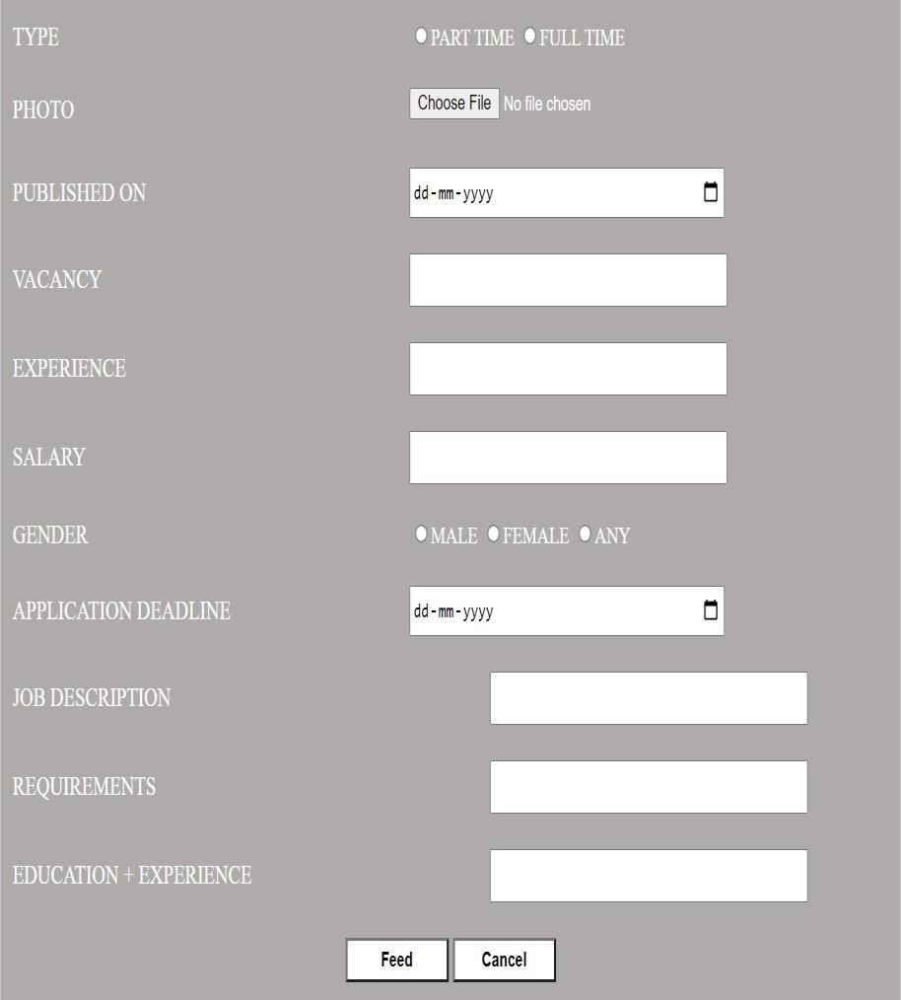 TYPE PART TIME FULL TIME
PHOTO Choose File No file chosen
PUBLISHED ON dd-mm-yyyy
VACANCY
EXPERIENCE
SALARY
GENDER MALE FEMALE ANY
APPLICATION DEADLINE dd-mm-yyyy
JOB DESCRIPTION
REQUIREMENTS
EDUCATION + EXPERIENCE
Feed Cancel